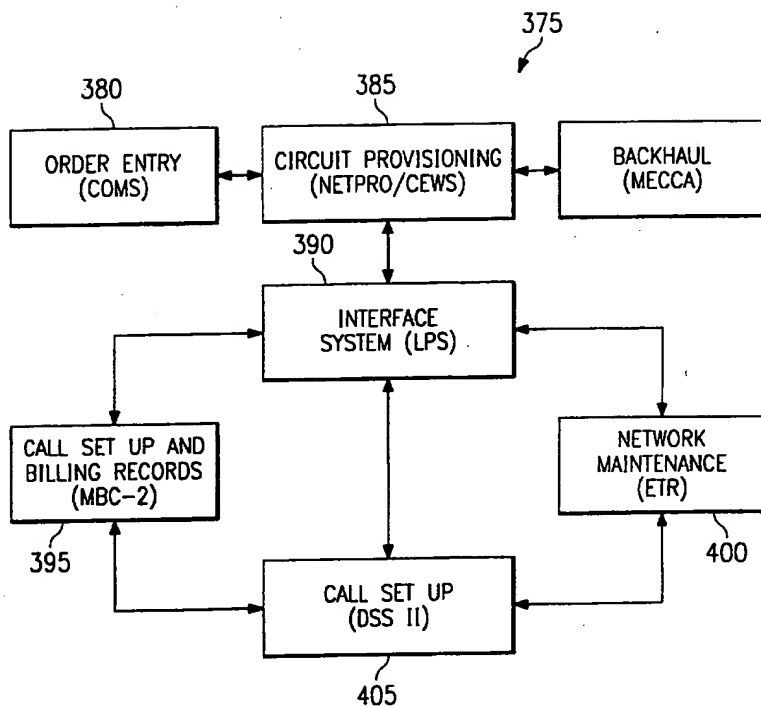 375
380
385
ORDER ENTRY
(COMS)
CIRCUIT PROVISIONING
(NETPRO/CEWS)
BACKHAUL
(MECCA)
390
INTERFACE
SYSTEM (LPS)
CALL SET UP AND
BILLING RECORDS
(MBC-2)
395
NETWORK
MAINTENANCE
(ETR)
400
CALL SET UP
(DSS II)
405